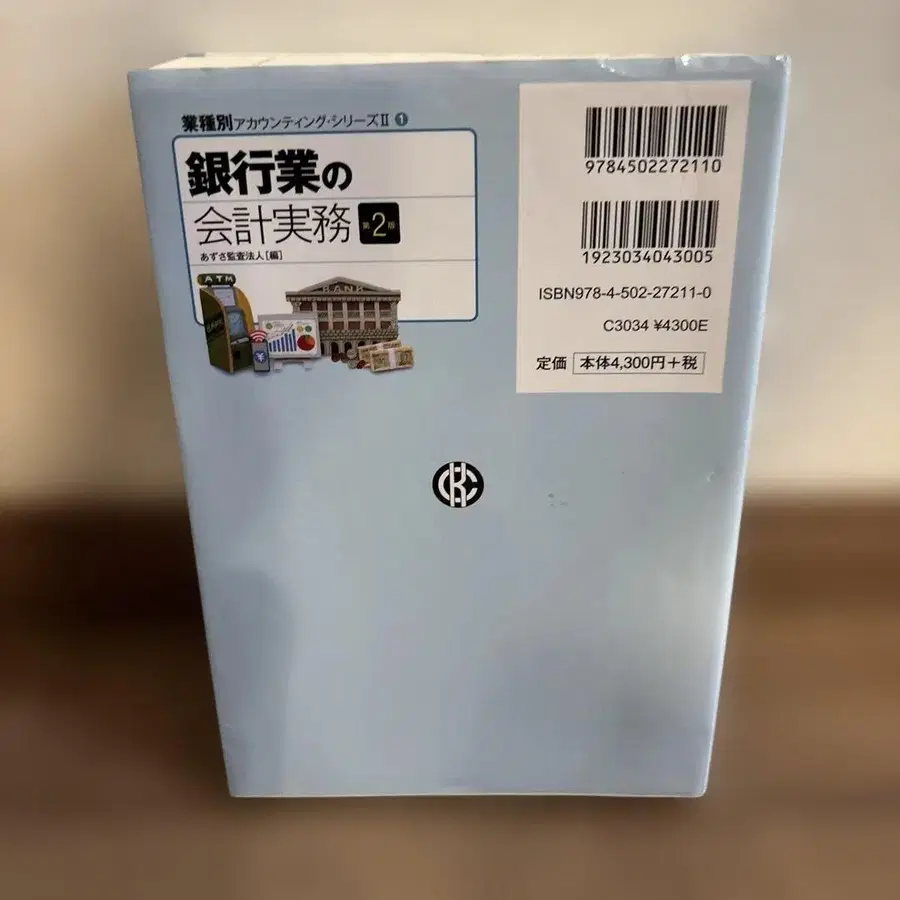 業種別アカウンティング・シリーズⅡ 1
銀行業の
会計実務 第2版
あずさ監査法人[編]
ATM
BANK
¥
9784502272110
1923034043005
ISBN978-4-502-27211-0
C3034 ¥4300E
定価 本体4,300円+税